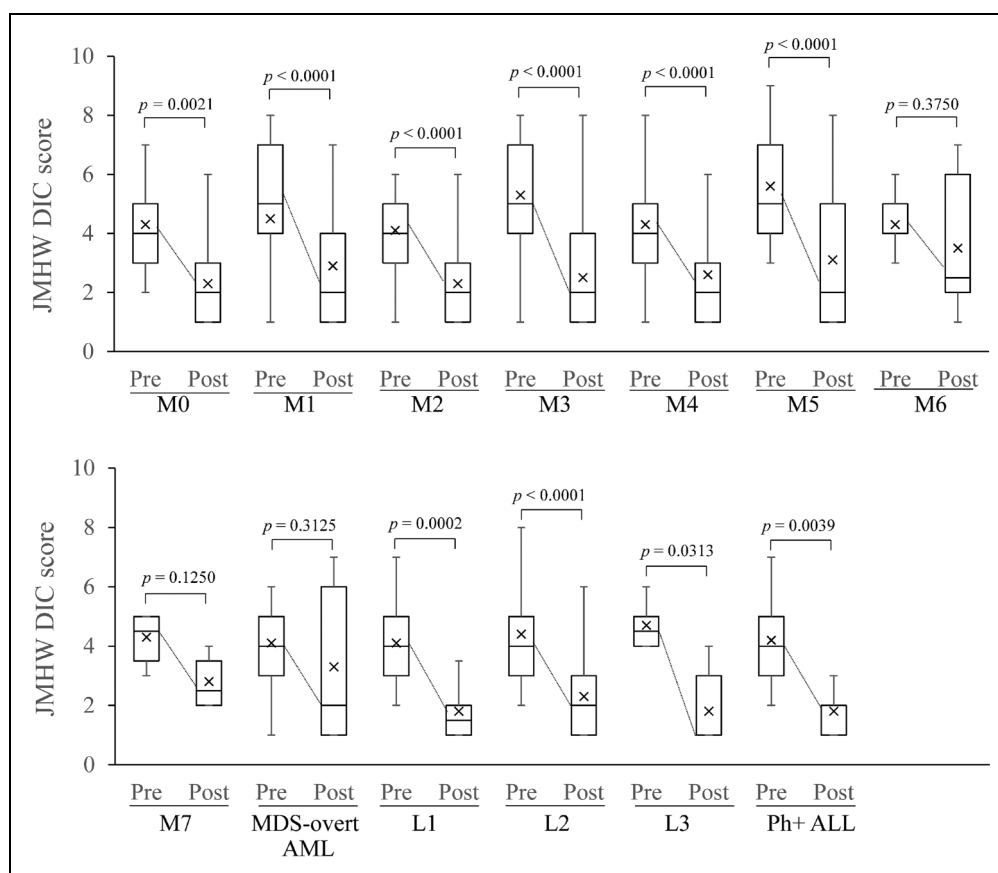 JMHW DIC score
10
8
6
4
2
0
p = 0.0021
p < 0.0001
p < 0.0001
p < 0.0001
p < 0.0001
p < 0.0001
p = 0.3750
Pre Post Pre Post Pre Post Pre Post Pre Post Pre Post Pre Post
M0 M1 M2 M3 M4 M5 M6
JMHW DIC score
10
8
6
4
2
0
p = 0.1250
p = 0.3125
p = 0.0002
p < 0.0001
p = 0.0313
p = 0.0039
Pre Post Pre Post Pre Post Pre Post Pre Post Pre Post
M7 MDS-overt L1 L2 L3 Ph+ ALL
AML